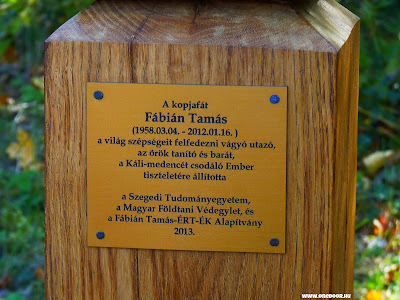 A kopjafát
Fábián Tamás
(1958.03.04. - 2012.01.16. )
a világ szépségeit felfedezni vágyó utazó,
az örök tanító és barát,
a Káli-medencét csodáló Ember
tiszteletére állította
a Szegedi Tudományegyetem,
a Magyar Földtani Védegylet, és
a Fábián Tamás-ÉRT-ÉK Alapítvány
2013.
WWW.ONEDOOR.HU